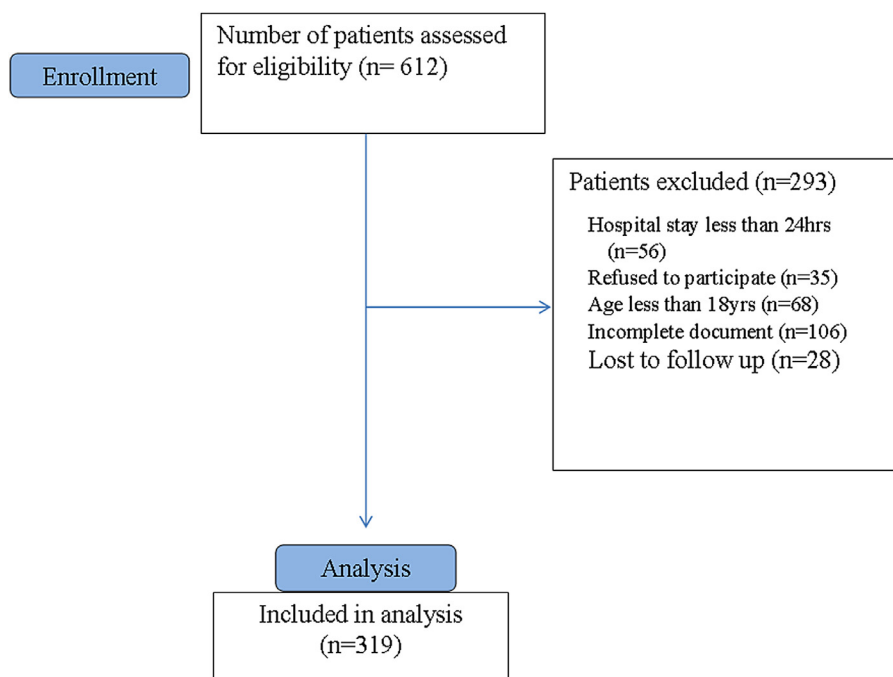 Number of patients assessed
for eligibility (n= 612)
Enrollment
Patients excluded (n=293)
Hospital stay less than 24hrs
(n=56)
Refused to participate (n=35)
Age less than 18yrs (n=68)
Incomplete document (n=106)
Lost to follow up (n=28)
Analysis
Included in analysis
(n=319)